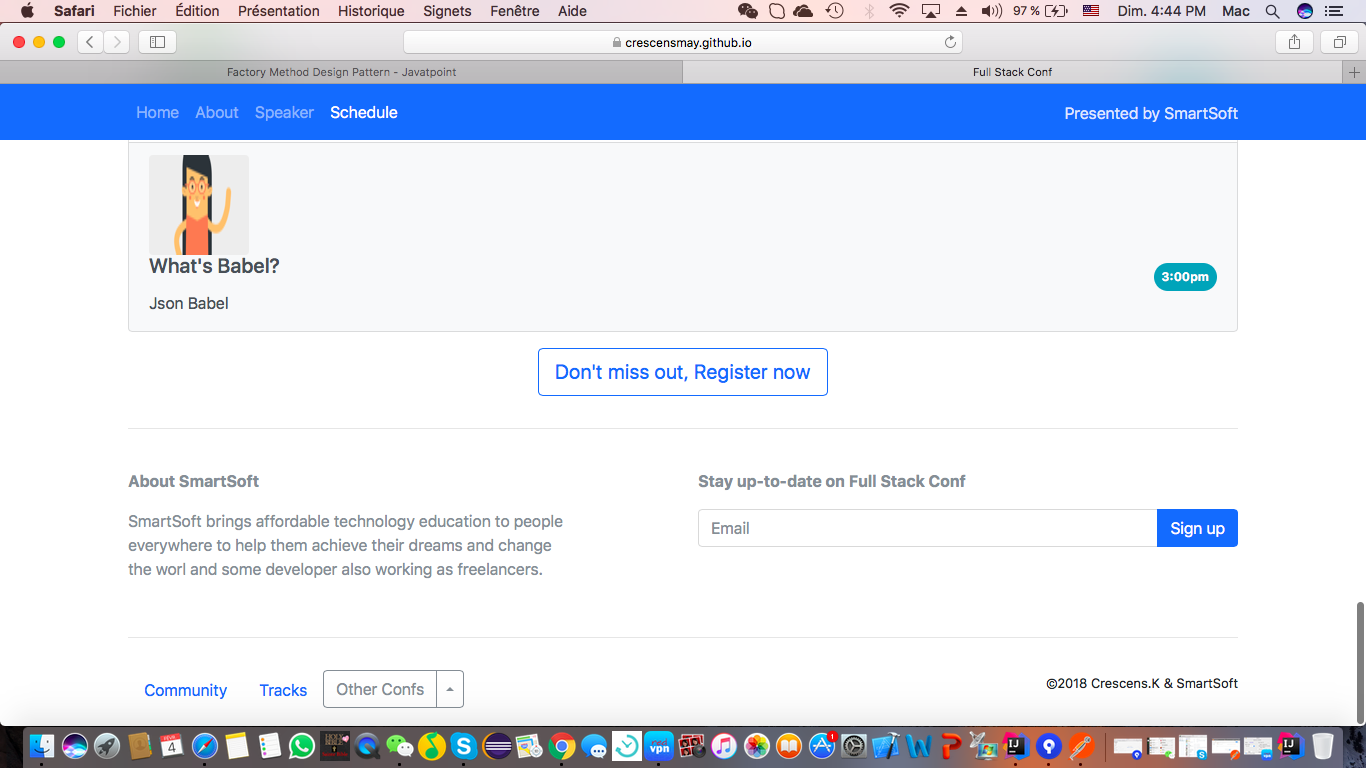 Safari Fichier Édition Présentation Historique Signets Fenêtre Aide 97 % Dim. 4:44 PM Mac
crescensmay.github.io
Factory Method Design Pattern - Javatpoint Full Stack Conf
Home About Speaker Schedule Presented by SmartSoft
What's Babel?
3:00pm
Json Babel
Don't miss out, Register now
About SmartSoft
SmartSoft brings affordable technology education to people
everywhere to help them achieve their dreams and change
the worl and some developer also working as freelancers.
Stay up-to-date on Full Stack Conf
Email Sign up
Community Tracks Other Confs
©2018 Crescens.K & SmartSoft
4
vpn
1